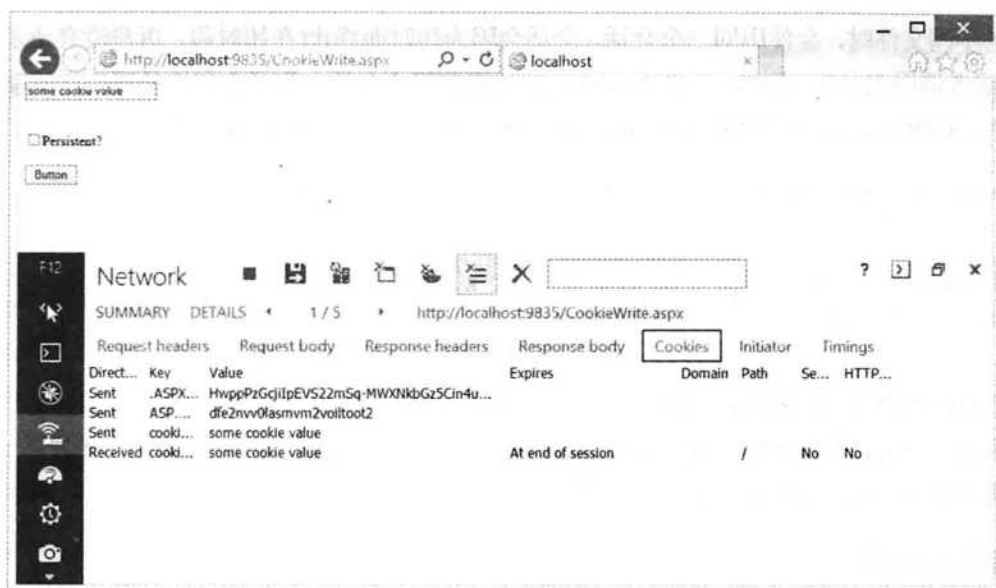 http://localhost:9835/CookieWrite.aspx
localhost
some cookie value
Persistent?
Button
F12
Network
?
SUMMARY DETAILS 1 / 5 http://localhost:9835/CookieWrite.aspx
Request headers Request body Response headers Response body Cookies Initiator Timings
Direct... Key Value Expires Domain Path Se... HTTP...
Sent .ASPX... HwppPzGcjiIpEVS22mSq-MWXNkbGz5Cin4u...
Sent ASP.... dfe2nvv0lasmvm2voiltoot2
Sent cooki... some cookie value
Received cooki... some cookie value At end of session / No No